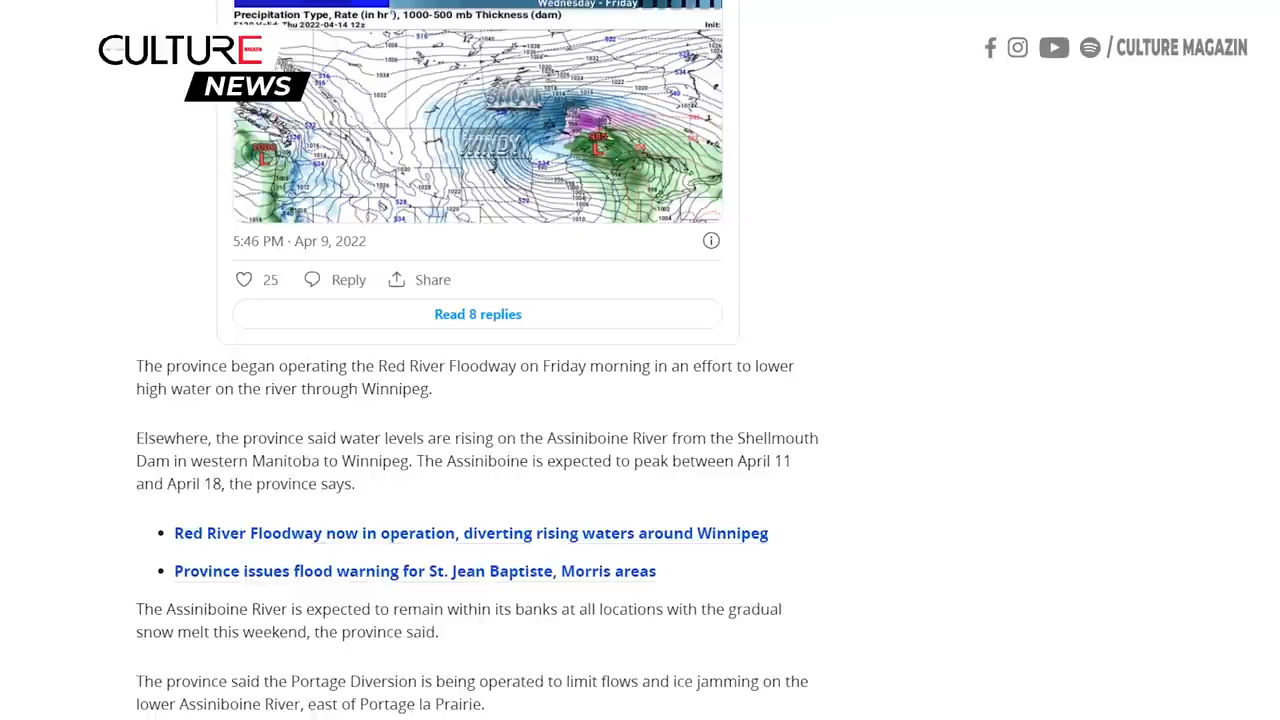 Wednesday - Friday
Precipitation Type, Rate (in hr⁻¹), 1000-500 mb Thickness (dam)
Valid: Thu 2022-04-14 12z Init:
CULTURE
NEWS
/ CULTURE MAGAZIN
SNOW
WINDY
L
L
5:46 PM · Apr 9, 2022
25 Reply Share
Read 8 replies
The province began operating the Red River Floodway on Friday morning in an effort to lower
high water on the river through Winnipeg.
Elsewhere, the province said water levels are rising on the Assiniboine River from the Shellmouth
Dam in western Manitoba to Winnipeg. The Assiniboine is expected to peak between April 11
and April 18, the province says.
• Red River Floodway now in operation, diverting rising waters around Winnipeg
• Province issues flood warning for St. Jean Baptiste, Morris areas
The Assiniboine River is expected to remain within its banks at all locations with the gradual
snow melt this weekend, the province said.
The province said the Portage Diversion is being operated to limit flows and ice jamming on the
lower Assiniboine River, east of Portage la Prairie.